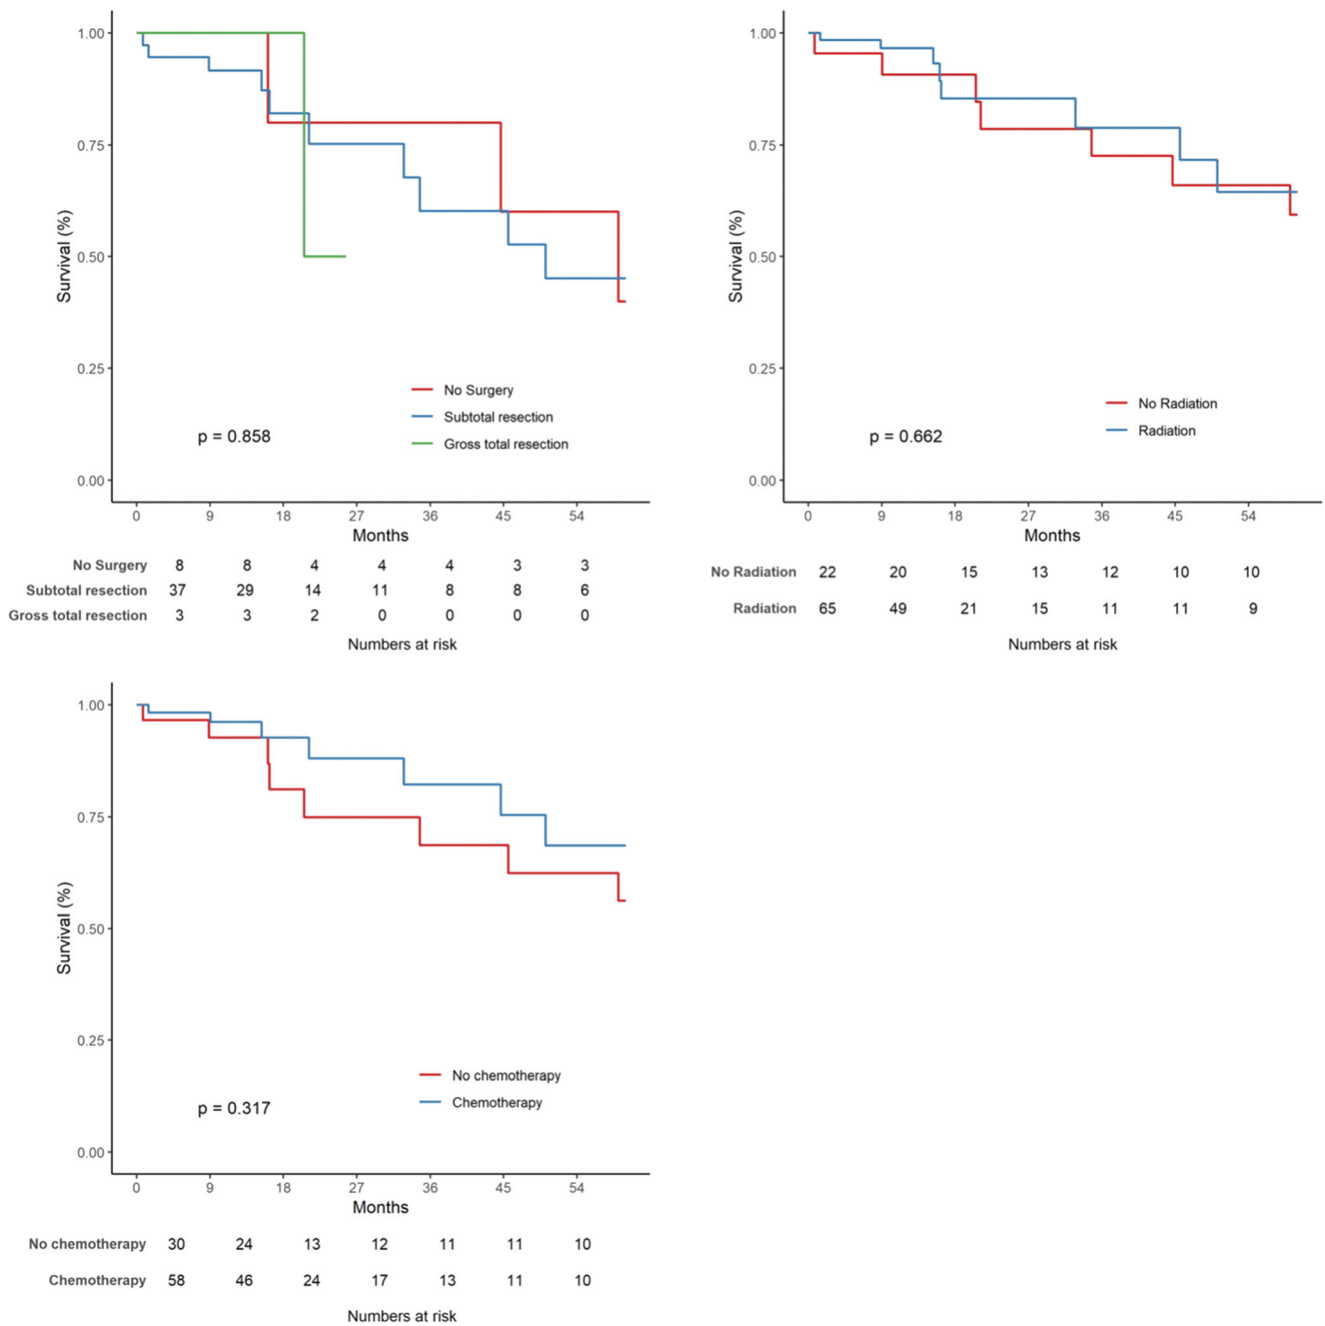 1.00
0.75
0.50
0.25
0.00
Survival (%)
No Surgery
Subtotal resection
Gross total resection
p = 0.858
0 9 18 27 36 45 54
Months
No Surgery 8 8 4 4 4 3 3
Subtotal resection 37 29 14 11 8 8 6
Gross total resection 3 3 2 0 0 0 0
Numbers at risk
1.00
0.75
0.50
0.25
0.00
Survival (%)
No Radiation
Radiation
p = 0.662
0 9 18 27 36 45 54
Months
No Radiation 22 20 15 13 12 10 10
Radiation 65 49 21 15 11 11 9
Numbers at risk
1.00
0.75
0.50
0.25
0.00
Survival (%)
No chemotherapy
Chemotherapy
p = 0.317
0 9 18 27 36 45 54
Months
No chemotherapy 30 24 13 12 11 11 10
Chemotherapy 58 46 24 17 13 11 10
Numbers at risk